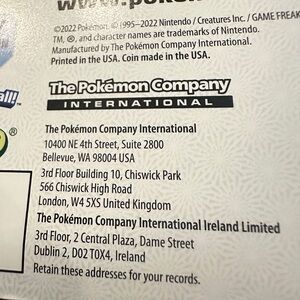 www.poké
©2022 Pokémon. © 1995–2022 Nintendo / Creatures Inc. / GAME FREAK
TM, ®, and character names are trademarks of Nintendo.
Manufactured by The Pokémon Company International.
Printed in the USA. Coin made in the USA.
The Pokémon Company
INTERNATIONAL
The Pokémon Company International
10400 NE 4th Street, Suite 2800
Bellevue, WA 98004 USA
3rd Floor Building 10, Chiswick Park
566 Chiswick High Road
London, W4 5XS United Kingdom
The Pokémon Company International Ireland Limited
3rd Floor, 2 Central Plaza, Dame Street
Dublin 2, D02 T0X4, Ireland
Retain these addresses for your records.